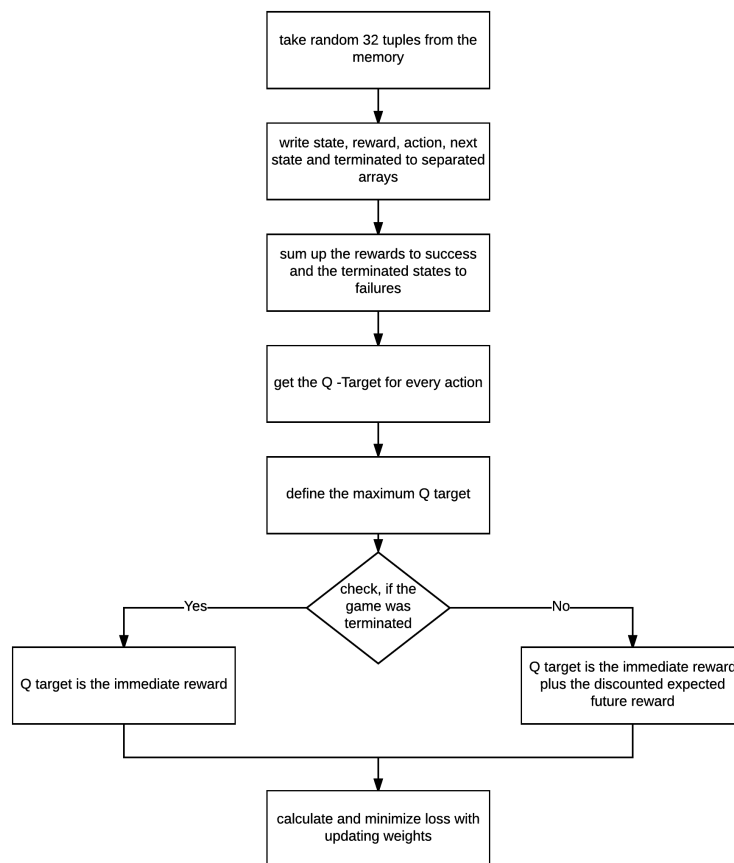 take random 32 tuples from the
memory
write state, reward, action, next
state and terminated to separated
arrays
sum up the rewards to success
and the terminated states to
failures
get the Q -Target for every action
define the maximum Q target
check, if the
game was
terminated
Yes
No
Q target is the immediate reward
Q target is the immediate reward
plus the discounted expected
future reward
calculate and minimize loss with
updating weights